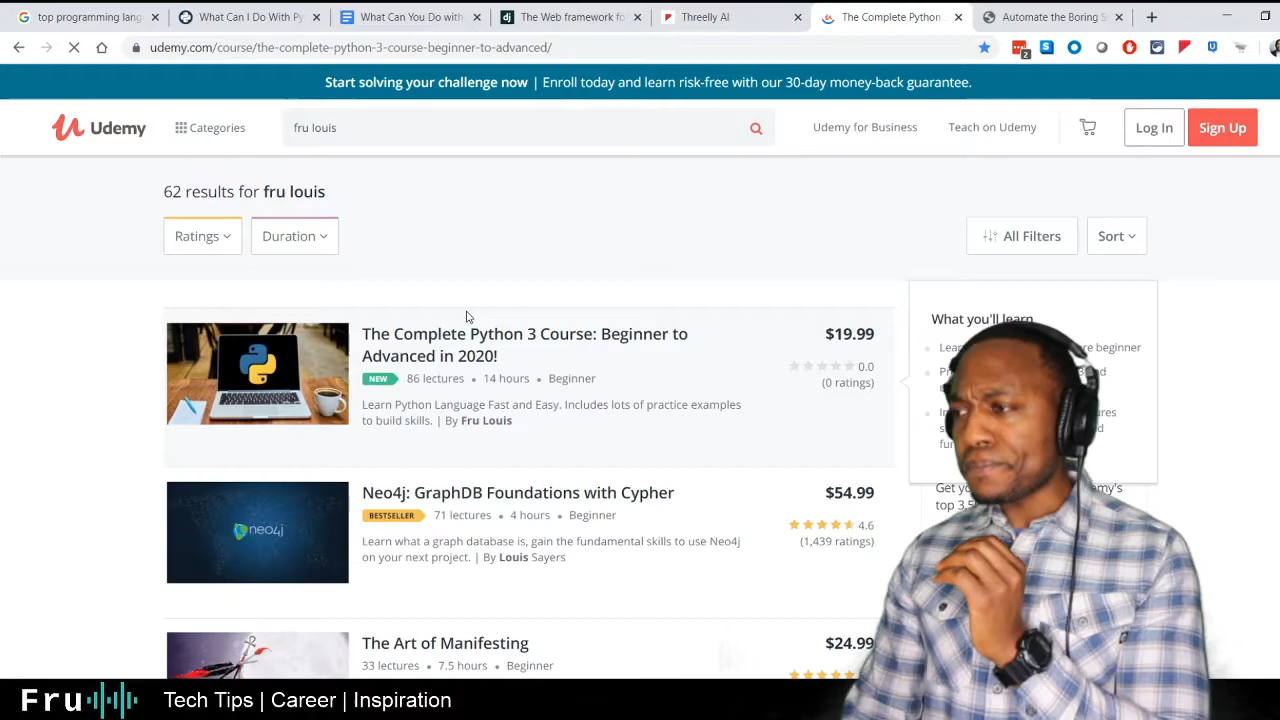 top programming lang
What Can I Do With Py
What Can You Do with
The Web framework fo
Threelly AI
The Complete Python
Automate the Boring S
udemy.com/course/the-complete-python-3-course-beginner-to-advanced/
2
Start solving your challenge now | Enroll today and learn risk-free with our 30-day money-back guarantee.
Udemy
Categories
fru louis
Udemy for Business
Teach on Udemy
Log In
Sign Up
62 results for fru louis
Ratings
Duration
All Filters
Sort
The Complete Python 3 Course: Beginner to
Advanced in 2020!
$19.99
0.0
(0 ratings)
NEW 86 lectures • 14 hours • Beginner
Learn Python Language Fast and Easy. Includes lots of practice examples
to build skills. | By Fru Louis
What you'll learn
beginner
Neo4j: GraphDB Foundations with Cypher
$54.99
BESTSELLER 71 lectures • 4 hours • Beginner
4.6
(1,439 ratings)
Learn what a graph database is, gain the fundamental skills to use Neo4j
on your next project. | By Louis Sayers
neo4j
top 3,5
The Art of Manifesting
$24.99
33 lectures • 7.5 hours • Beginner
Fru
Tech Tips | Career | Inspiration